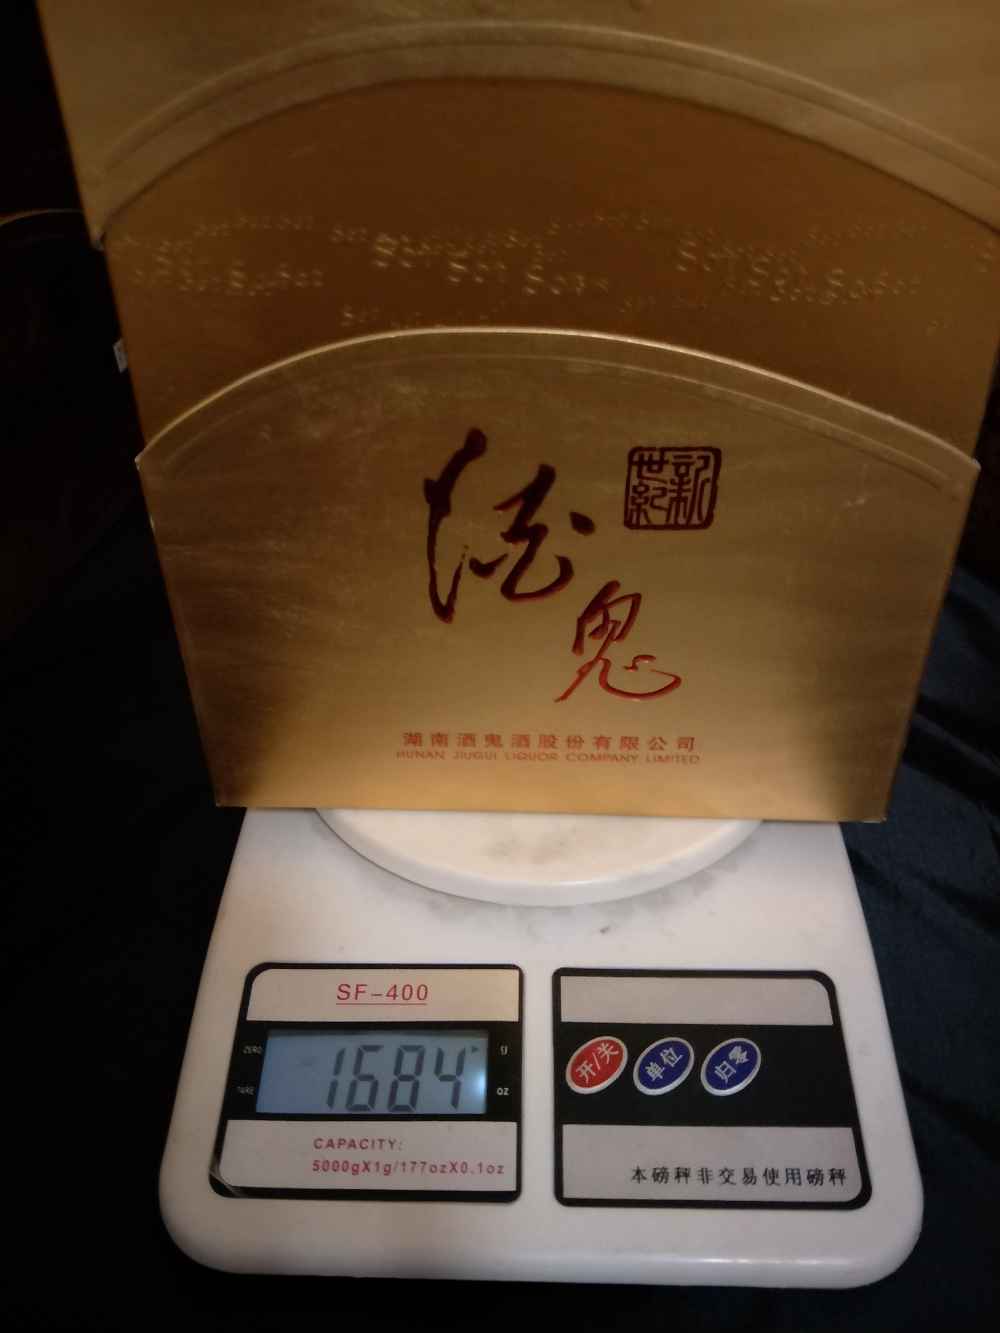 酒鬼
新世紀
湖南酒鬼酒股份有限公司
HUNAN JIUGUI LIQUOR COMPANY LIMITED
SF-400
ZERO
TARE
1684
g
oz
开/关
单位
归零
CAPACITY:
5000gX1g/177ozX0.1oz
本磅秤非交易使用磅秤